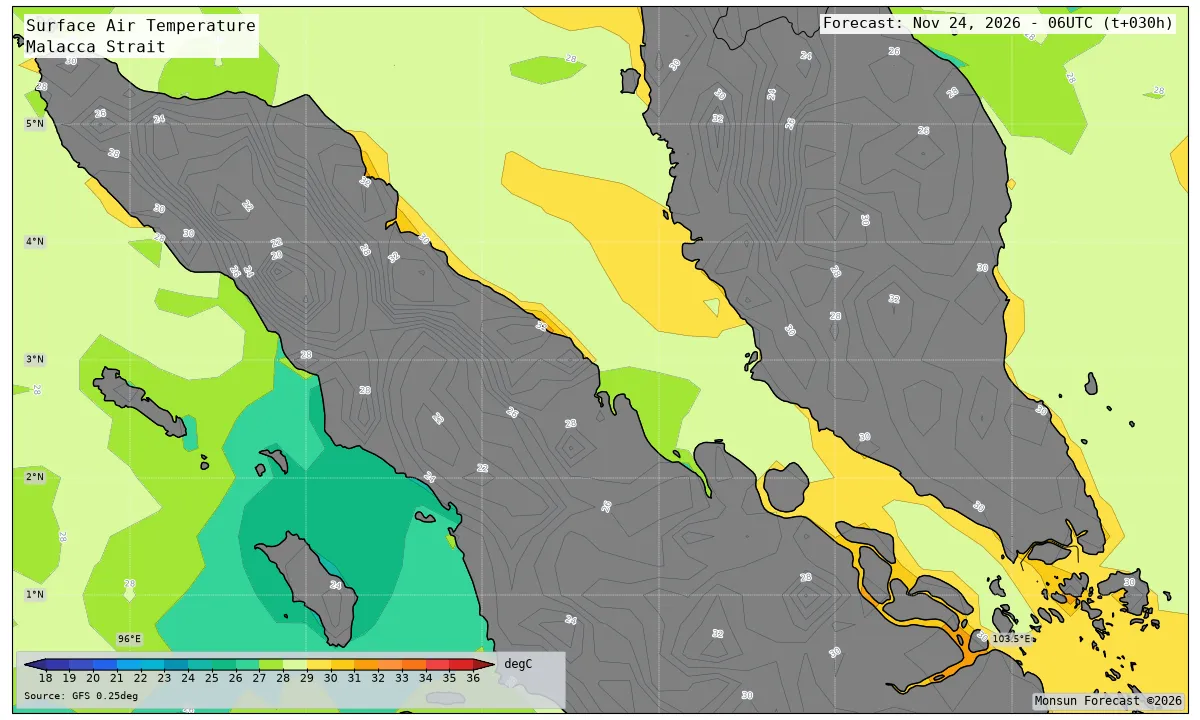 Surface Air Temperature
Malacca Strait
Forecast: Nov 24, 2026 - 06UTC (t+030h)
5°N
4°N
3°N
2°N
1°N
96°E
103.5°E
degC
18 19 20 21 22 23 24 25 26 27 28 29 30 31 32 33 34 35 36
Source: GFS 0.25deg
Monsun Forecast ©2026